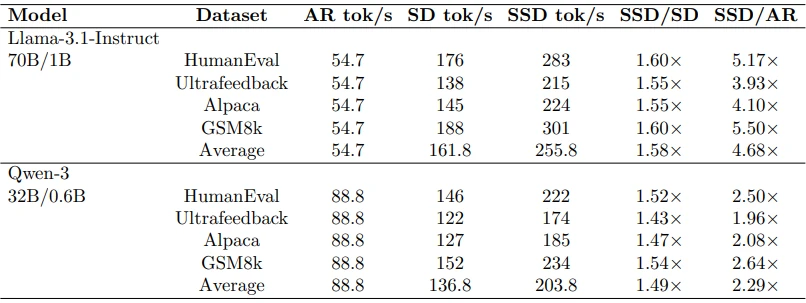 Model Dataset AR tok/s SD tok/s SSD tok/s SSD/SD SSD/AR
Llama-3.1-Instruct
70B/1B HumanEval 54.7 176 283 1.60× 5.17×
Ultrafeedback 54.7 138 215 1.55× 3.93×
Alpaca 54.7 145 224 1.55× 4.10×
GSM8k 54.7 188 301 1.60× 5.50×
Average 54.7 161.8 255.8 1.58× 4.68×
Qwen-3
32B/0.6B HumanEval 88.8 146 222 1.52× 2.50×
Ultrafeedback 88.8 122 174 1.43× 1.96×
Alpaca 88.8 127 185 1.47× 2.08×
GSM8k 88.8 152 234 1.54× 2.64×
Average 88.8 136.8 203.8 1.49× 2.29×